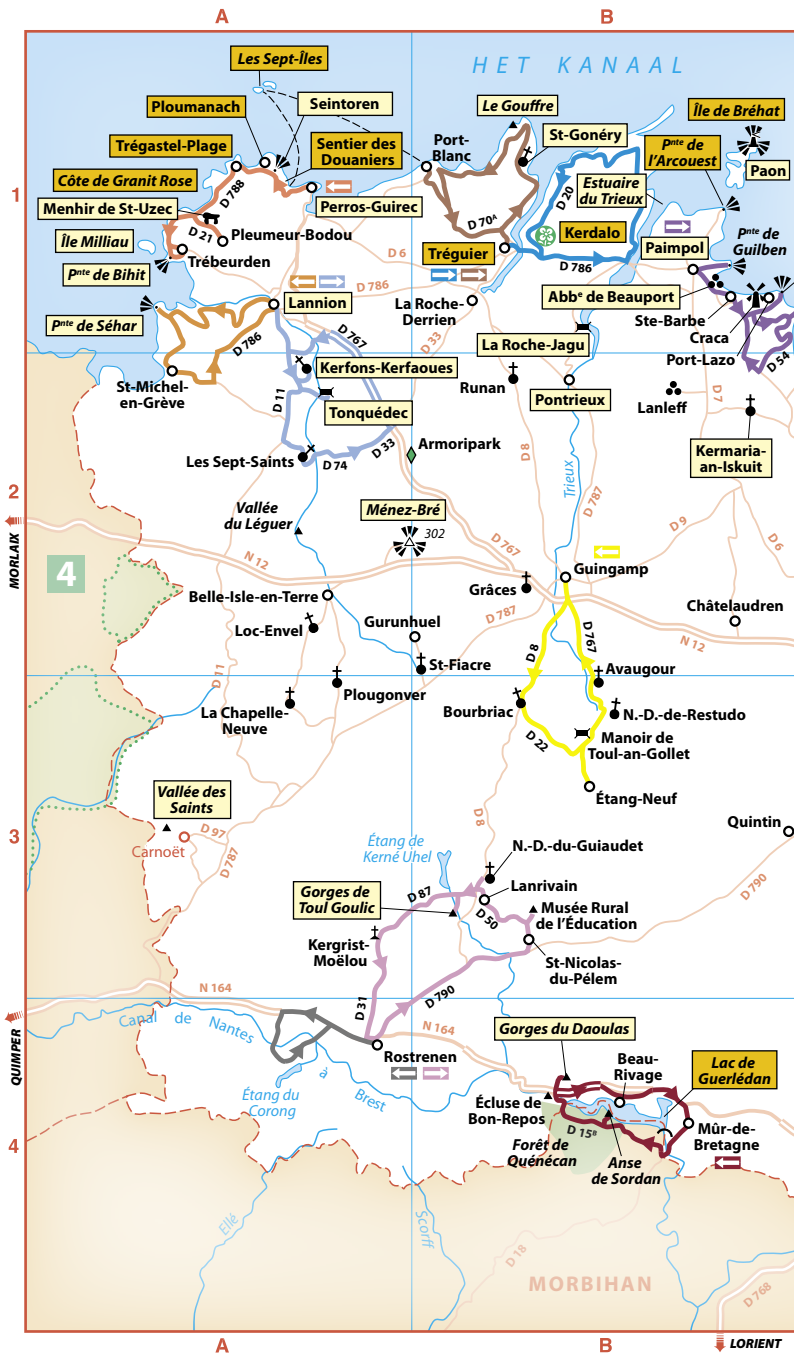 A
B
Les Sept-Îles
HET KANAAL
Ploumanach
Seintoren
Le Gouffre
Île de Bréhat
Trégastel-Plage
Sentier des
Douaniers
Port-
Blanc
St-Gonéry
Pnte de
l'Arcouest
Paon
Côte de Granit Rose
D 788
D 20
Estuaire
du Trieux
1
Menhir de St-Uzec
Perros-Guirec
D 70A
Île Milliau
D 21
Pleumeur-Bodou
Tréguier
Kerdalo
Paimpol
Pnte de
Guilben
Trébeurden
D 6
D 786
Pnte de Bihit
Lannion
D 786
La Roche-
Derrien
Abbe de Beauport
Pnte de Séhar
D 786
D 767
D 33
La Roche-Jagu
Ste-Barbe
Craca
Port-Lazo
D 54
St-Michel-
en-Grève
Kerfons-Kerfaoues
Runan
Pontrieux
Lanleff
D 7
D 11
Tonquédec
Kermaria-
an-Iskuit
D 33
Armoripark
D 8
Les Sept-Saints
D 74
Trieux
D 787
2
Vallée
du Léguer
Ménez-Bré
302
D 9
D 6
MORLAIX
N 12
D 767
4
Guingamp
Belle-Isle-en-Terre
Grâces
D 787
Châtelaudren
Loc-Envel
Gurunhuel
D 8
D 767
N 12
D 11
St-Fiacre
Avaugour
Plougonver
La Chapelle-
Neuve
Bourbriac
N.-D.-de-Restudo
D 22
Manoir de
Toul-an-Gollet
Vallée des
Saints
Étang-Neuf
3
D 97
Carnoët
D 787
Étang de
Kerné Uhel
D 8
N.-D.-du-Guiaudet
Quintin
D 790
Gorges de
Toul Goulic
D 87
Lanrivain
D 50
Musée Rural
de l'Éducation
Kergrist-
Moëlou
St-Nicolas-
du-Pélem
D 31
D 790
N 164
Canal de Nantes
à
Brest
N 164
Gorges du Daoulas
QUIMPER
Rostrenen
Beau-
Rivage
Lac de
Guerlédan
Étang du
Corong
Écluse de
Bon-Repos
4
D 15B
Mûr-de-
Bretagne
Forêt de
Quénécan
Anse
de Sordan
Ellé
Scorff
D 18
MORBIHAN
D 768
A
B
LORIENT